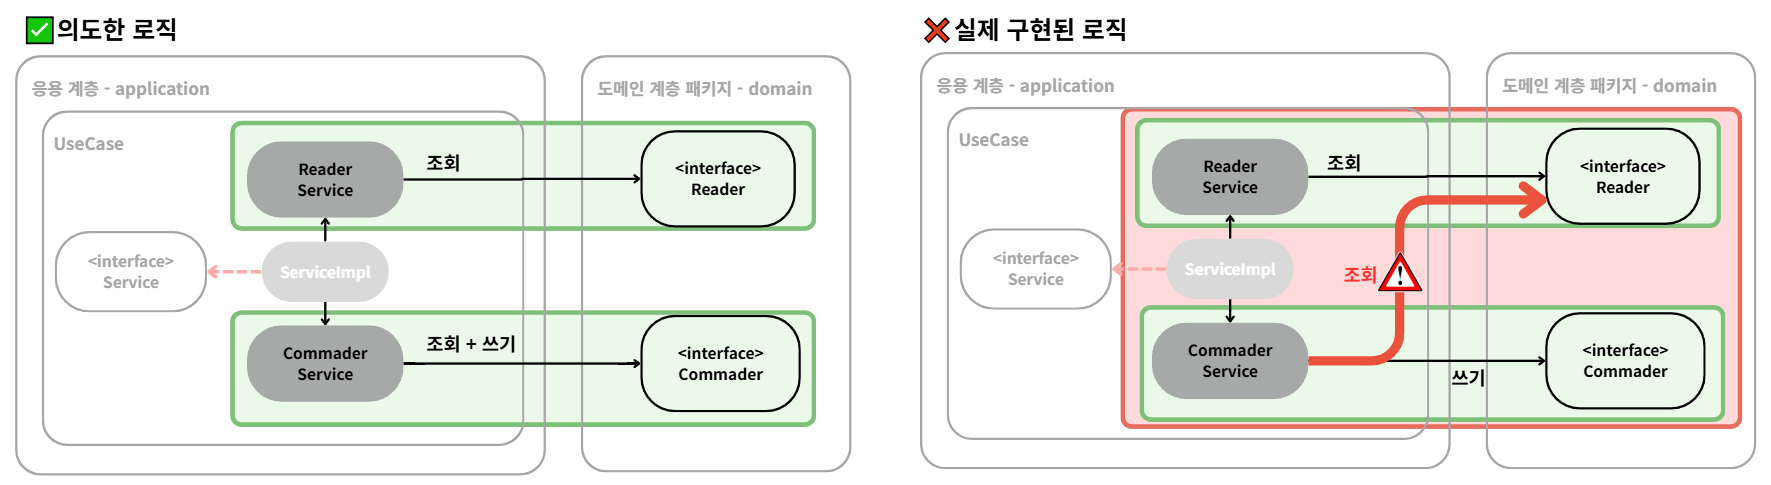 의도한 로직
응용 계층 - application
도메인 계층 패키지 - domain
UseCase
Reader
Service
조회
<interface>
Reader
<interface>
Service
ServiceImpl
Commader
Service
조회 + 쓰기
<interface>
Commader
실제 구현된 로직
응용 계층 - application
도메인 계층 패키지 - domain
UseCase
Reader
Service
조회
<interface>
Reader
<interface>
Service
ServiceImpl
조회
Commader
Service
쓰기
<interface>
Commader